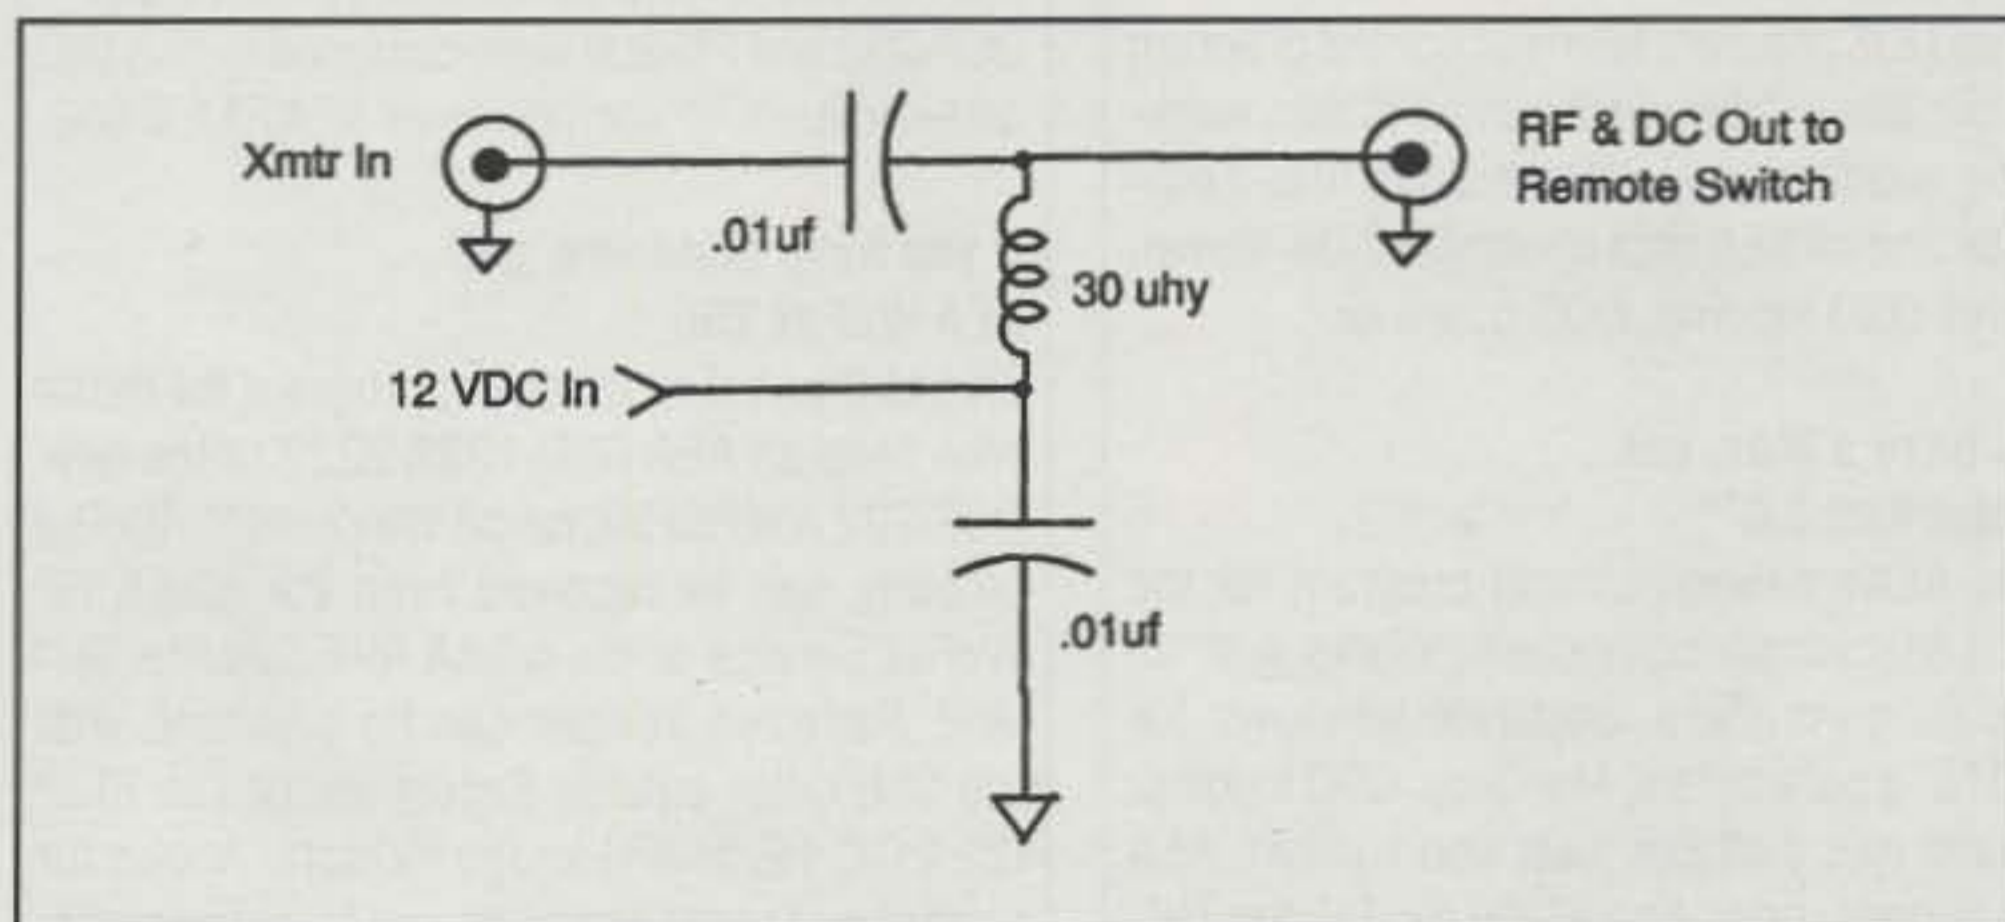 Xmtr In
.01uf
RF & DC Out to
Remote Switch
30 uhy
12 VDC In
.01uf